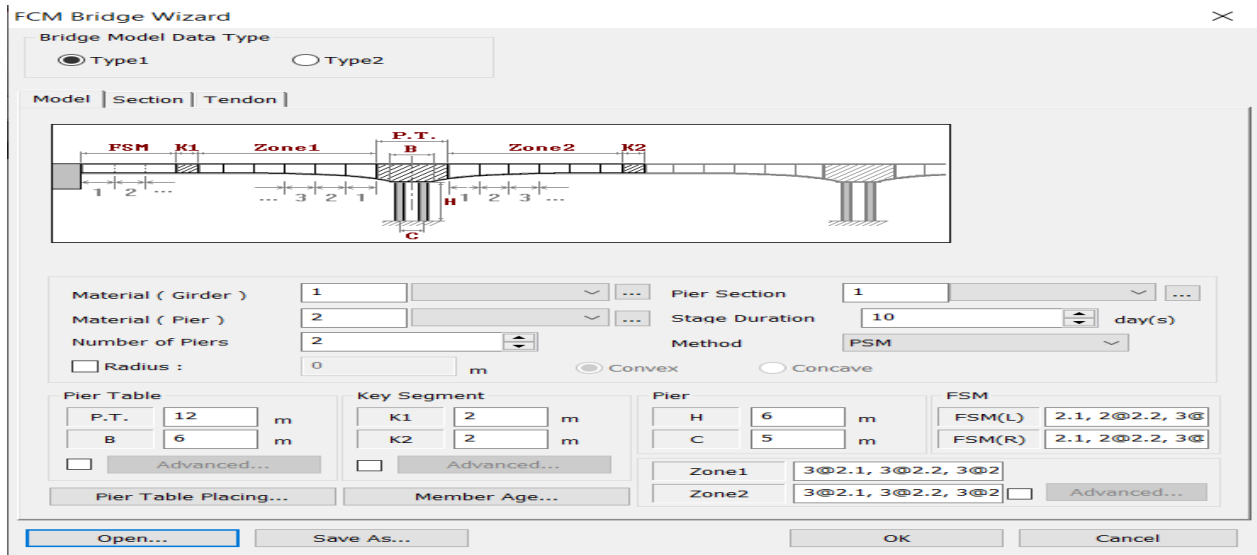 FCM Bridge Wizard
Bridge Model Data Type
Type1 Type2
Model Section Tendon
P.T.
FSM K1 Zone1 B Zone2 K2
1 2 ... ... 3 2 1 H 1 2 3 ...
C
Material ( Girder ) 1 ... Pier Section 1 ...
Material ( Pier ) 2 ... Stage Duration 10 day(s)
Number of Piers 2 Method PSM
Radius : 0 m Convex Concave
Pier Table Key Segment Pier FSM
P.T. 12 m K1 2 m H 6 m FSM(L) 2.1, 2@2.2, 3@
B 6 m K2 2 m C 5 m FSM(R) 2.1, 2@2.2, 3@
Advanced... Advanced... Zone1 3@2.1, 3@2.2, 3@2
Pier Table Placing... Member Age... Zone2 3@2.1, 3@2.2, 3@2 Advanced...
Open... Save As... OK Cancel